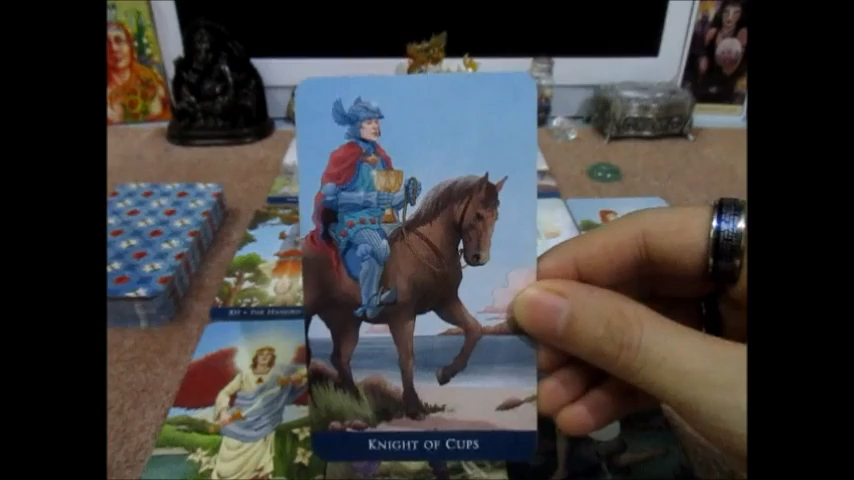 KNIGHT OF CUPS
XII • THE HANGED